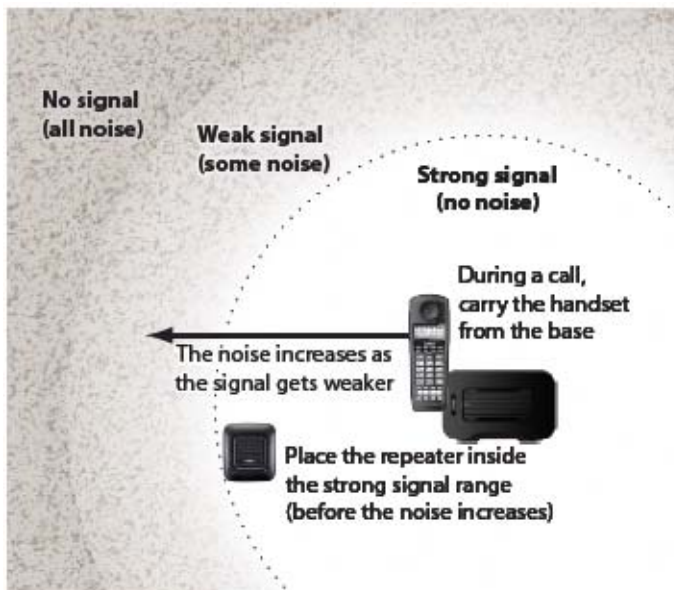 No signal
(all noise)
Weak signal
(some noise)
Strong signal
(no noise)
During a call,
carry the handset
from the base
The noise increases as
the signal gets weaker
Place the repeater inside
the strong signal range
(before the noise increases)